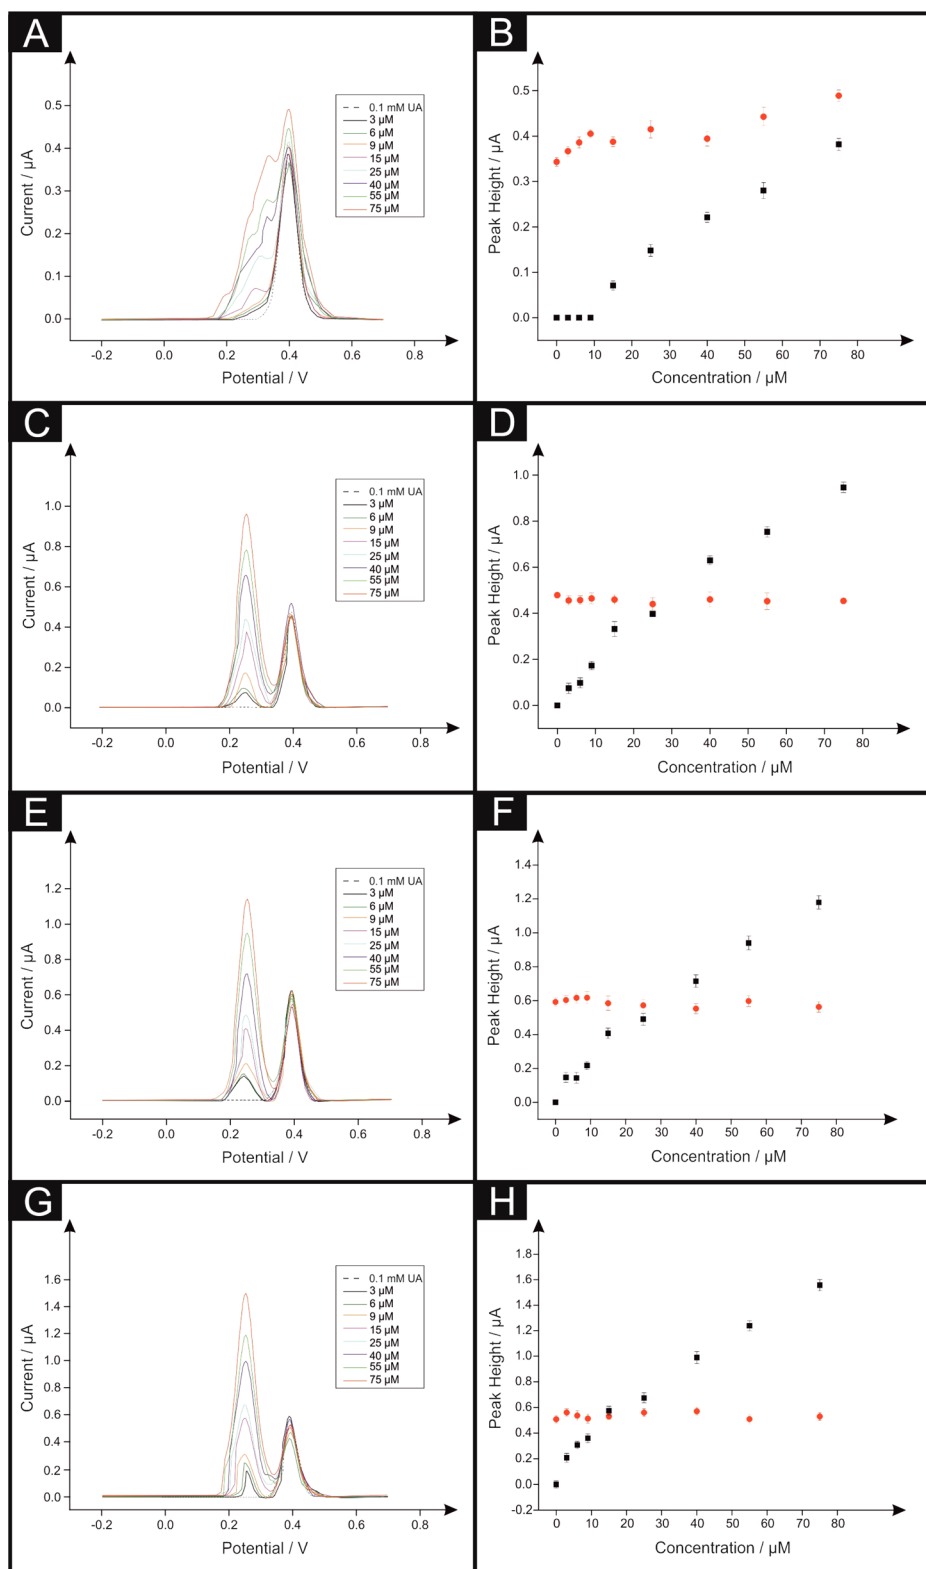 A
Current / µA
0.5
0.4
0.3
0.2
0.1
0.0
-0.2 0.0 0.2 0.4 0.6 0.8
Potential / V
0.1 mM UA
3 µM
6 µM
9 µM
15 µM
25 µM
40 µM
55 µM
75 µM
B
Peak Height / µA
0.5
0.4
0.3
0.2
0.1
0.0
0 10 20 30 40 50 60 70 80
Concentration / µM
C
Current / µA
1.0
0.8
0.6
0.4
0.2
0.0
-0.2 0.0 0.2 0.4 0.6 0.8
Potential / V
0.1 mM UA
3 µM
6 µM
9 µM
15 µM
25 µM
40 µM
55 µM
75 µM
D
Peak Height / µA
1.0
0.8
0.6
0.4
0.2
0.0
0 10 20 30 40 50 60 70 80
Concentration / µM
E
Current / µA
1.2
1.0
0.8
0.6
0.4
0.2
0.0
-0.2 0.0 0.2 0.4 0.6 0.8
Potential / V
0.1 mM UA
3 µM
6 µM
9 µM
15 µM
25 µM
40 µM
55 µM
75 µM
F
Peak Height / µA
1.4
1.2
1.0
0.8
0.6
0.4
0.2
0.0
0 10 20 30 40 50 60 70 80
Concentration / µM
G
Current / µA
1.6
1.4
1.2
1.0
0.8
0.6
0.4
0.2
0.0
-0.2 0.0 0.2 0.4 0.6 0.8
Potential / V
0.1 mM UA
3 µM
6 µM
9 µM
15 µM
25 µM
40 µM
55 µM
75 µM
H
Peak Height / µA
1.8
1.6
1.4
1.2
1.0
0.8
0.6
0.4
0.2
0.0
-0.2
0 10 20 30 40 50 60 70 80
Concentration / µM